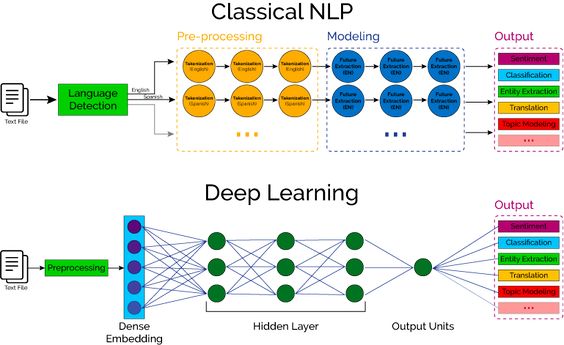 Classical NLP
Pre-processing
Modeling
Output
Text File
Language
Detection
English
Spanish
Tokenization
(English)
Tokenization
(English)
Tokenization
(English)
Future
Extraction
(EN)
Future
Extraction
(EN)
Future
Extraction
(EN)
Tokenization
(Spanish)
Tokenization
(Spanish)
Tokenization
(Spanish)
Future
Extraction
(EN)
Future
Extraction
(EN)
Future
Extraction
(EN)
Sentiment
Classification
Entity Extraction
Translation
Topic Modeling
Deep Learning
Output
Text File
Preprocessing
Dense
Embedding
Hidden Layer
Output Units
Sentiment
Classification
Entity Extraction
Translation
Topic Modeling